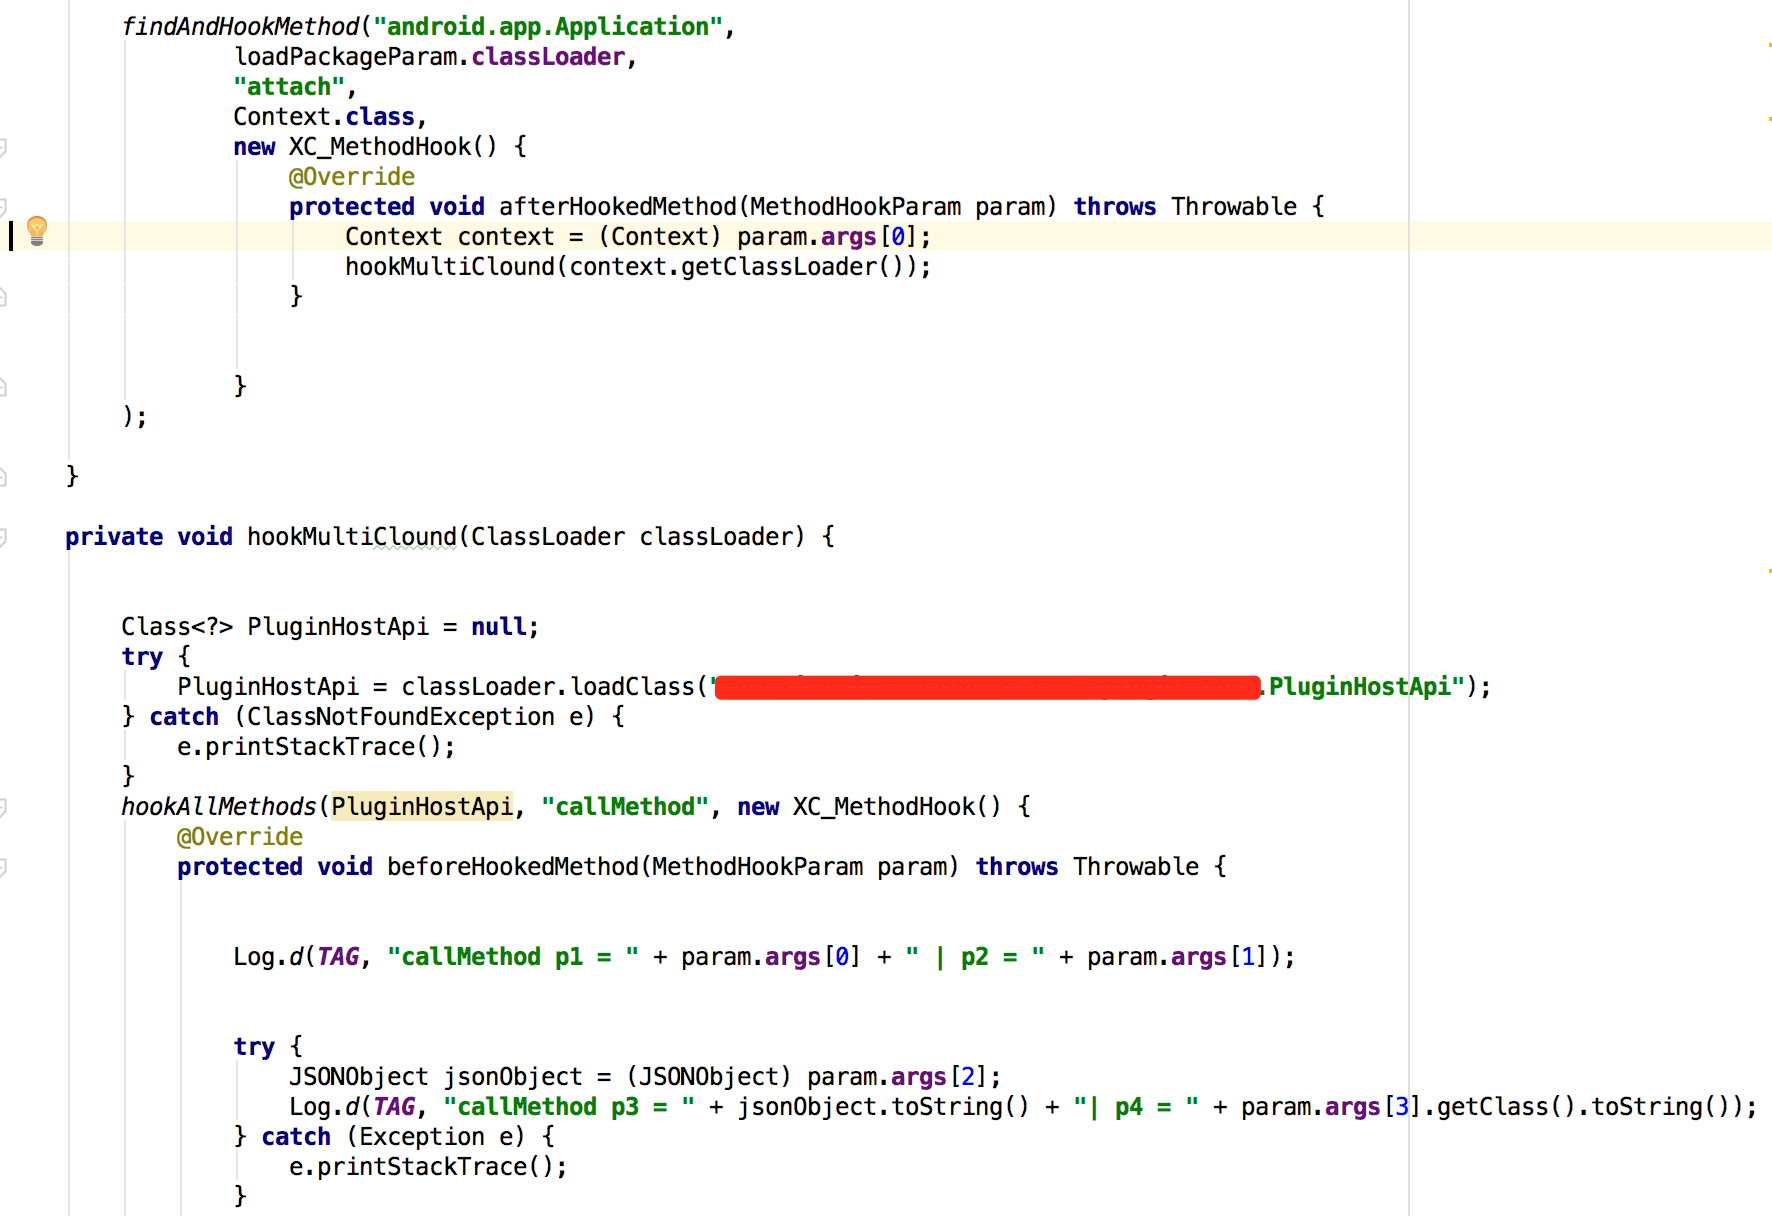 findAndHookMethod("android.app.Application",
loadPackageParam.classLoader,
"attach",
Context.class,
new XC_MethodHook() {
@Override
protected void afterHookedMethod(MethodHookParam param) throws Throwable {
Context context = (Context) param.args[0];
hookMultiClound(context.getClassLoader());
}
}
);
}
private void hookMultiClound(ClassLoader classLoader) {
Class<?> PluginHostApi = null;
try {
PluginHostApi = classLoader.loadClass(" .PluginHostApi");
} catch (ClassNotFoundException e) {
e.printStackTrace();
}
hookAllMethods(PluginHostApi, "callMethod", new XC_MethodHook() {
@Override
protected void beforeHookedMethod(MethodHookParam param) throws Throwable {
Log.d(TAG, "callMethod p1 = " + param.args[0] + " | p2 = " + param.args[1]);
try {
JSONObject jsonObject = (JSONObject) param.args[2];
Log.d(TAG, "callMethod p3 = " + jsonObject.toString() + "| p4 = " + param.args[3].getClass().toString());
} catch (Exception e) {
e.printStackTrace();
}